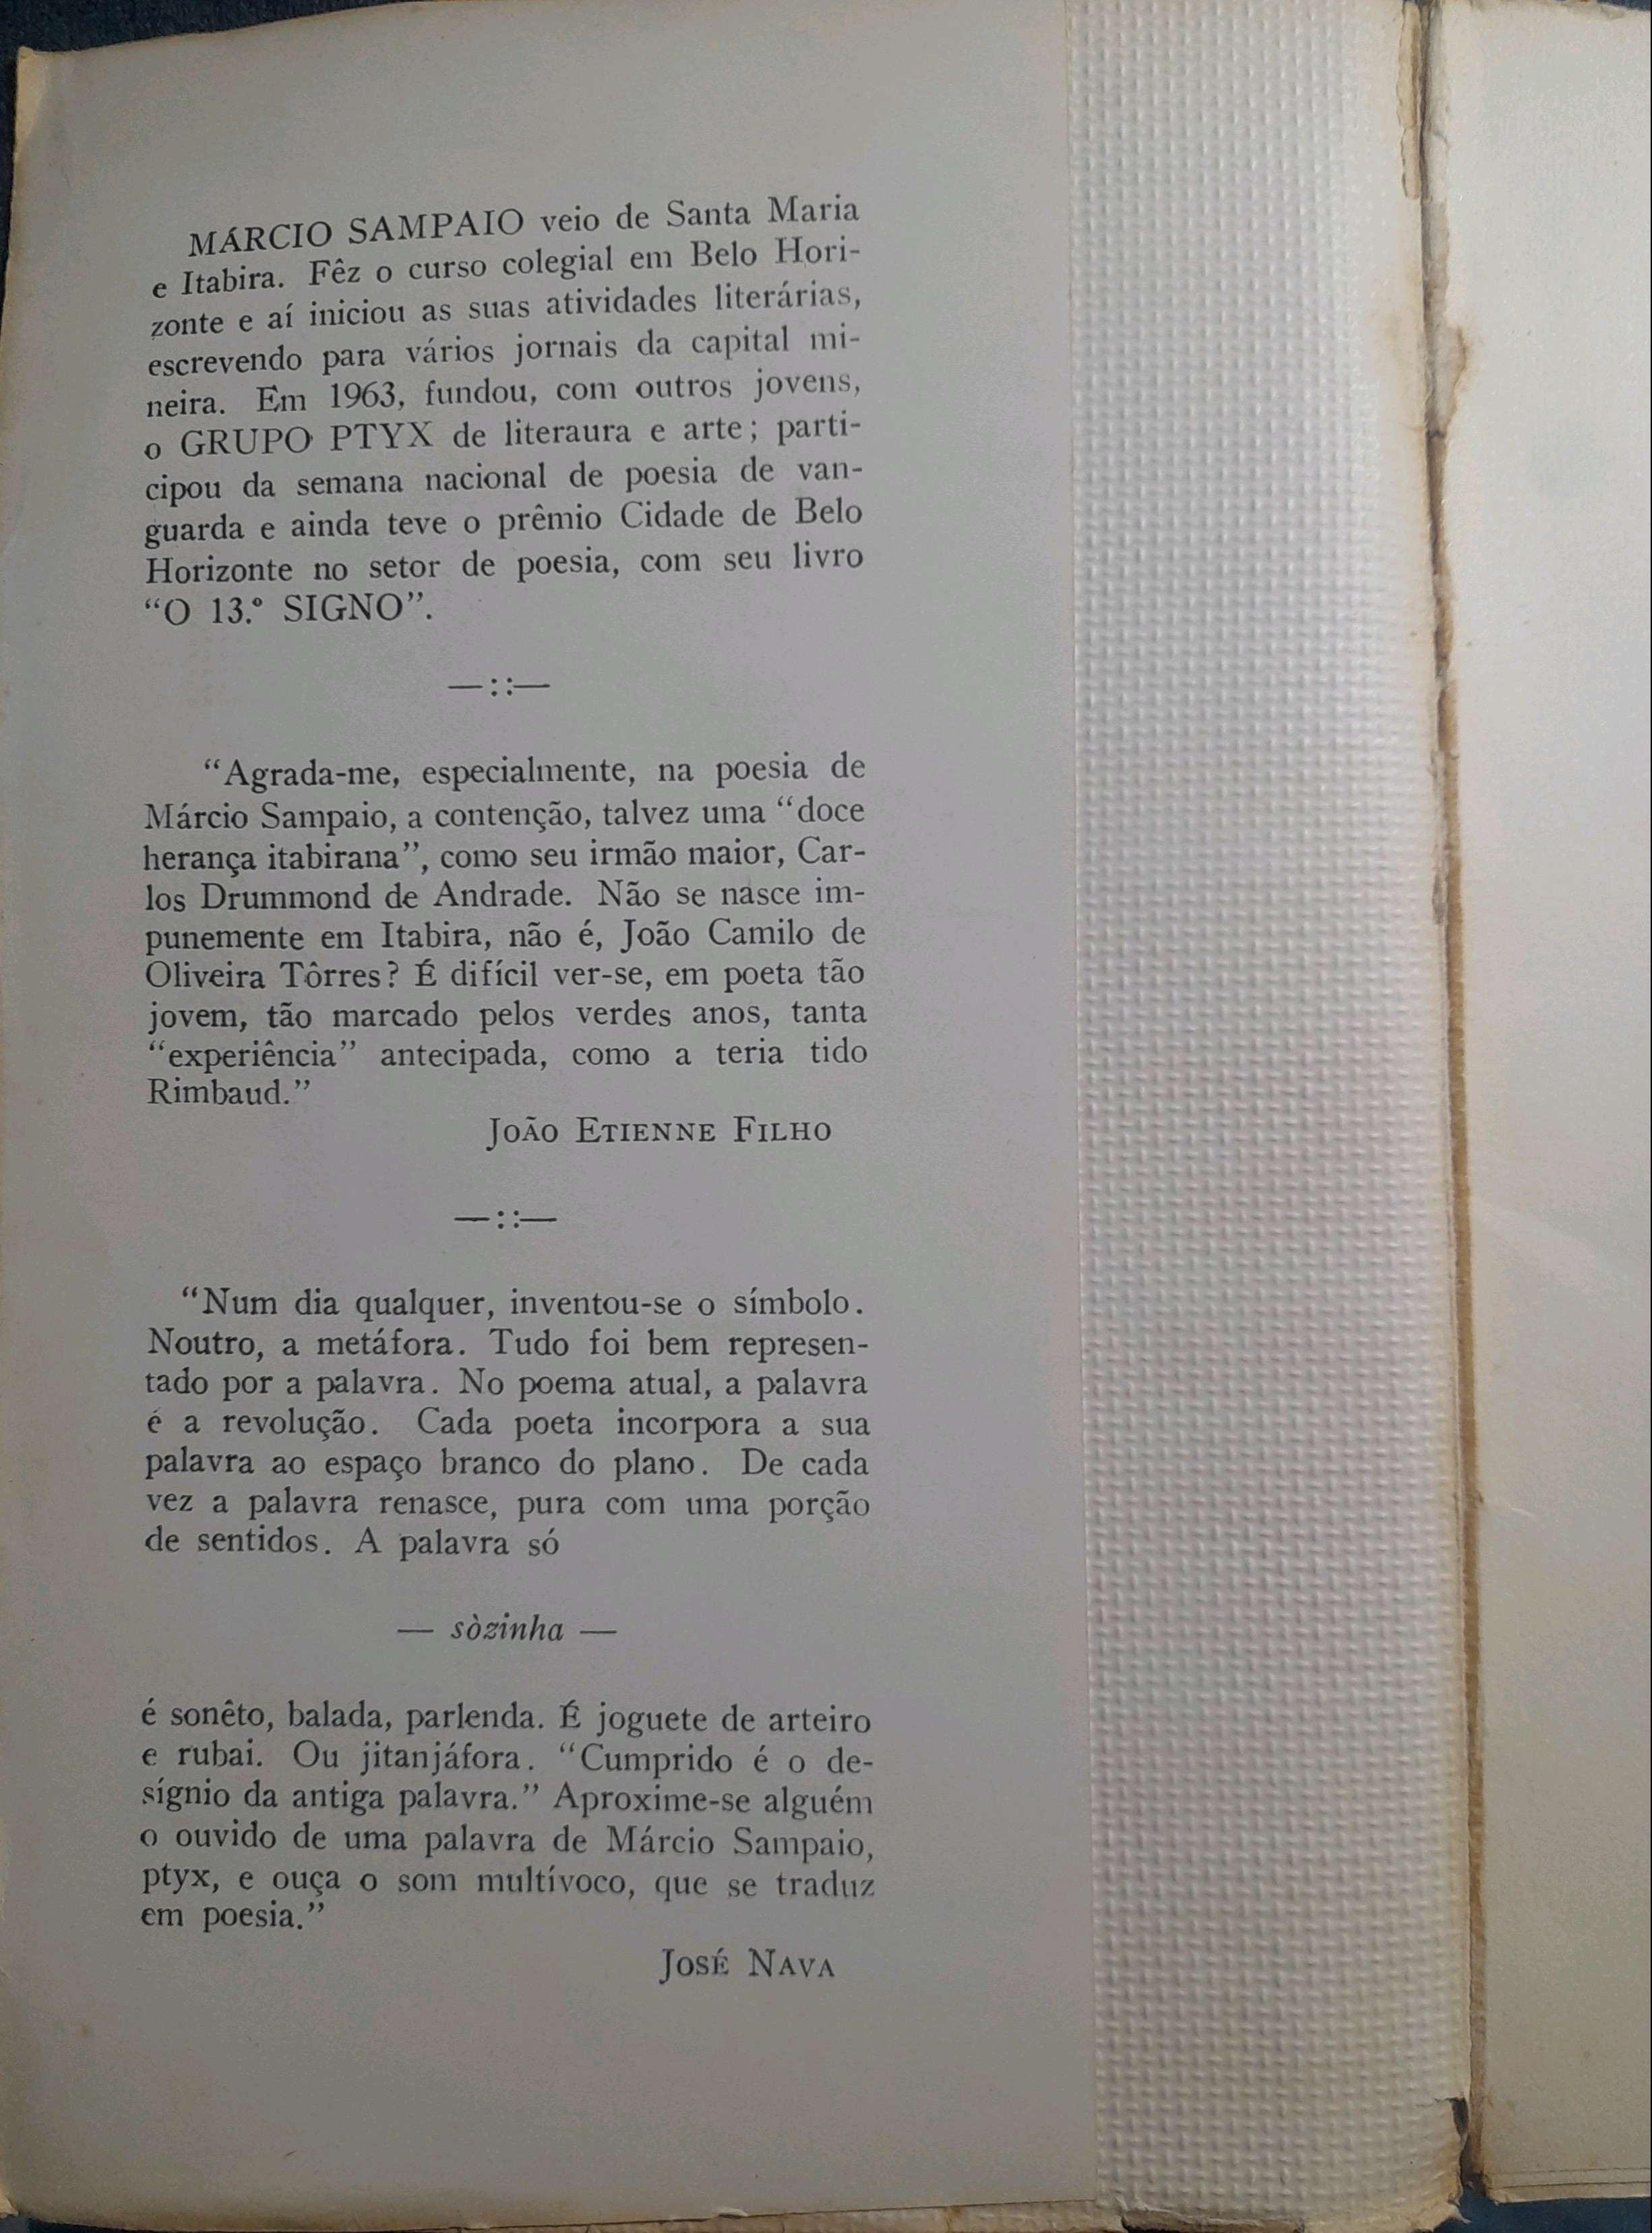 MÁRCIO SAMPAIO veio de Santa Maria
e Itabira. Fêz o curso colegial em Belo Hori-
zonte e aí iniciou as suas atividades literárias,
escrevendo para vários jornais da capital mi-
neira. Em 1963, fundou, com outros jovens,
o GRUPO PTYX de literaura e arte; parti-
cipou da semana nacional de poesia de van-
guarda e ainda teve o prêmio Cidade de Belo
Horizonte no setor de poesia, com seu livro
“O 13.º SIGNO”.
—::—
“Agrada-me, especialmente, na poesia de
Márcio Sampaio, a contenção, talvez uma “doce
herança itabirana”, como seu irmão maior, Car-
los Drummond de Andrade. Não se nasce im-
punemente em Itabira, não é, João Camilo de
Oliveira Tôrres? É difícil ver-se, em poeta tão
jovem, tão marcado pelos verdes anos, tanta
“experiência” antecipada, como a teria tido
Rimbaud.”
JOÃO ETIENNE FILHO
—::—
“Num dia qualquer, inventou-se o símbolo.
Noutro, a metáfora. Tudo foi bem represen-
tado por a palavra. No poema atual, a palavra
é a revolução. Cada poeta incorpora a sua
palavra ao espaço branco do plano. De cada
vez a palavra renasce, pura com uma porção
de sentidos. A palavra só
— sòzinha —
é sonêto, balada, parlenda. É joguete de arteiro
e rubai. Ou jitanjáfora. “Cumprido é o de-
sígnio da antiga palavra.” Aproxime-se alguém
o ouvido de uma palavra de Márcio Sampaio,
ptyx, e ouça o som multívoco, que se traduz
em poesia.”
JOSÉ NAVA